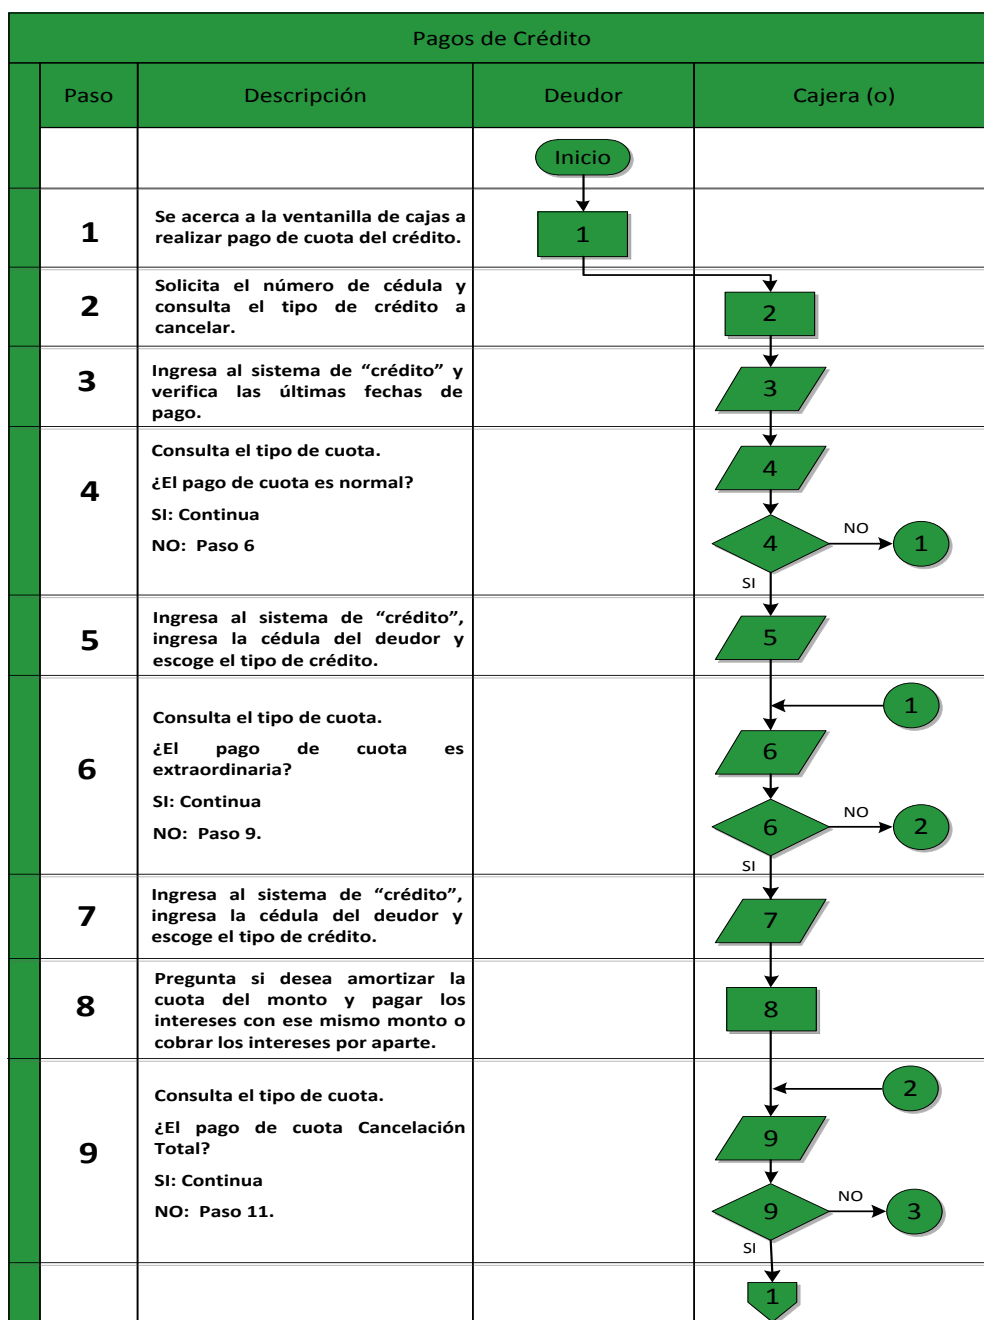 Pagos de Crédito
Paso
Descripción
Deudor
Cajera (o)
Inicio
1
Se acerca a la ventanilla de cajas a
realizar pago de cuota del crédito.
1
2
Solicita el número de cédula y
consulta el tipo de crédito a
cancelar.
2
3
Ingresa al sistema de “crédito” y
verifica las últimas fechas de
pago.
3
4
Consulta el tipo de cuota.
¿El pago de cuota es normal?
SI: Continua
NO: Paso 6
4
4
NO
1
SI
5
Ingresa al sistema de “crédito”,
ingresa la cédula del deudor y
escoge el tipo de crédito.
5
6
Consulta el tipo de cuota.
¿El pago de cuota es
extraordinaria?
SI: Continua
NO: Paso 9.
1
6
6
NO
2
SI
7
Ingresa al sistema de “crédito”,
ingresa la cédula del deudor y
escoge el tipo de crédito.
7
8
Pregunta si desea amortizar la
cuota del monto y pagar los
intereses con ese mismo monto o
cobrar los intereses por aparte.
8
9
Consulta el tipo de cuota.
¿El pago de cuota Cancelación
Total?
SI: Continua
NO: Paso 11.
2
9
9
NO
3
SI
1